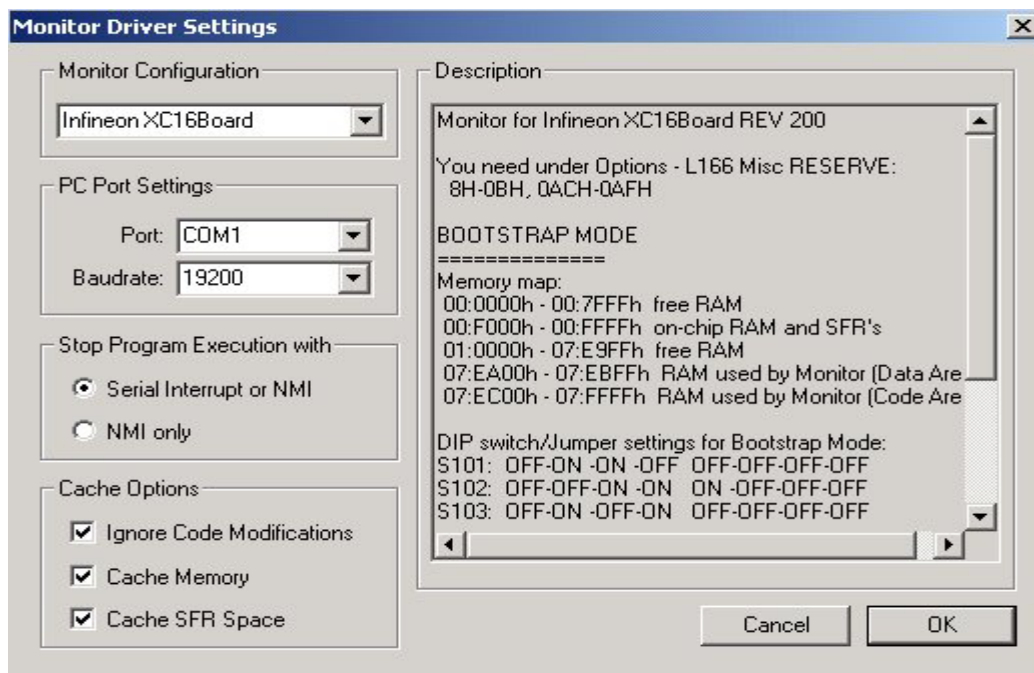 Monitor Driver Settings
Monitor Configuration
Infineon XC16Board
PC Port Settings
Port: COM1
Baudrate: 19200
Stop Program Execution with
Serial Interrupt or NMI
NMI only
Cache Options
Ignore Code Modifications
Cache Memory
Cache SFR Space
Description
Monitor for Infineon XC16Board REV 200
You need under Options - L166 Misc RESERVE:
8H-0BH, 0ACH-0AFH
BOOTSTRAP MODE
==============
Memory map:
00:0000h - 00:7FFFh free RAM
00:F000h - 00:FFFFh on-chip RAM and SFR's
01:0000h - 07:E9FFh free RAM
07:EA00h - 07:EBFFh RAM used by Monitor (Data Are
07:EC00h - 07:FFFFh RAM used by Monitor (Code Are
DIP switch/Jumper settings for Bootstrap Mode:
S101: OFF-ON -ON -OFF OFF-OFF-OFF-OFF
S102: OFF-OFF-ON -ON ON -OFF-OFF-OFF
S103: OFF-ON -OFF-ON OFF-OFF-OFF-OFF
Cancel
OK